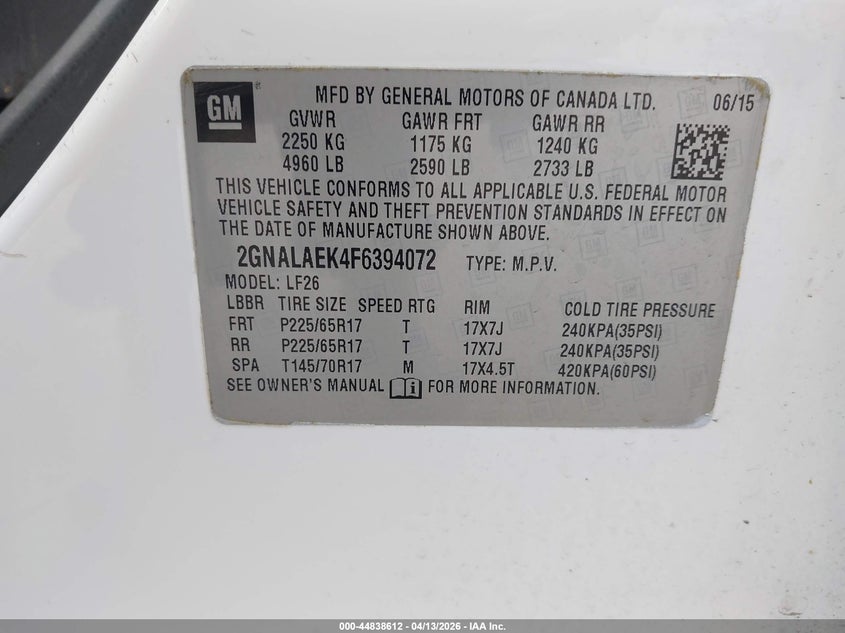 GM MFD BY GENERAL MOTORS OF CANADA LTD. 06/15
GVWR GAWR FRT GAWR RR
2250 KG 1175 KG 1240 KG
4960 LB 2590 LB 2733 LB
THIS VEHICLE CONFORMS TO ALL APPLICABLE U.S. FEDERAL MOTOR
VEHICLE SAFETY AND THEFT PREVENTION STANDARDS IN EFFECT ON
THE DATE OF MANUFACTURE SHOWN ABOVE.
2GNALAEK4F6394072 TYPE: M.P.V.
MODEL: LF26
LBBR TIRE SIZE SPEED RTG RIM COLD TIRE PRESSURE
FRT P225/65R17 T 17X7J 240KPA(35PSI)
RR P225/65R17 T 17X7J 240KPA(35PSI)
SPA T145/70R17 M 17X4.5T 420KPA(60PSI)
SEE OWNER'S MANUAL i FOR MORE INFORMATION.
000-44838612 - 04/13/2026 - IAA Inc.